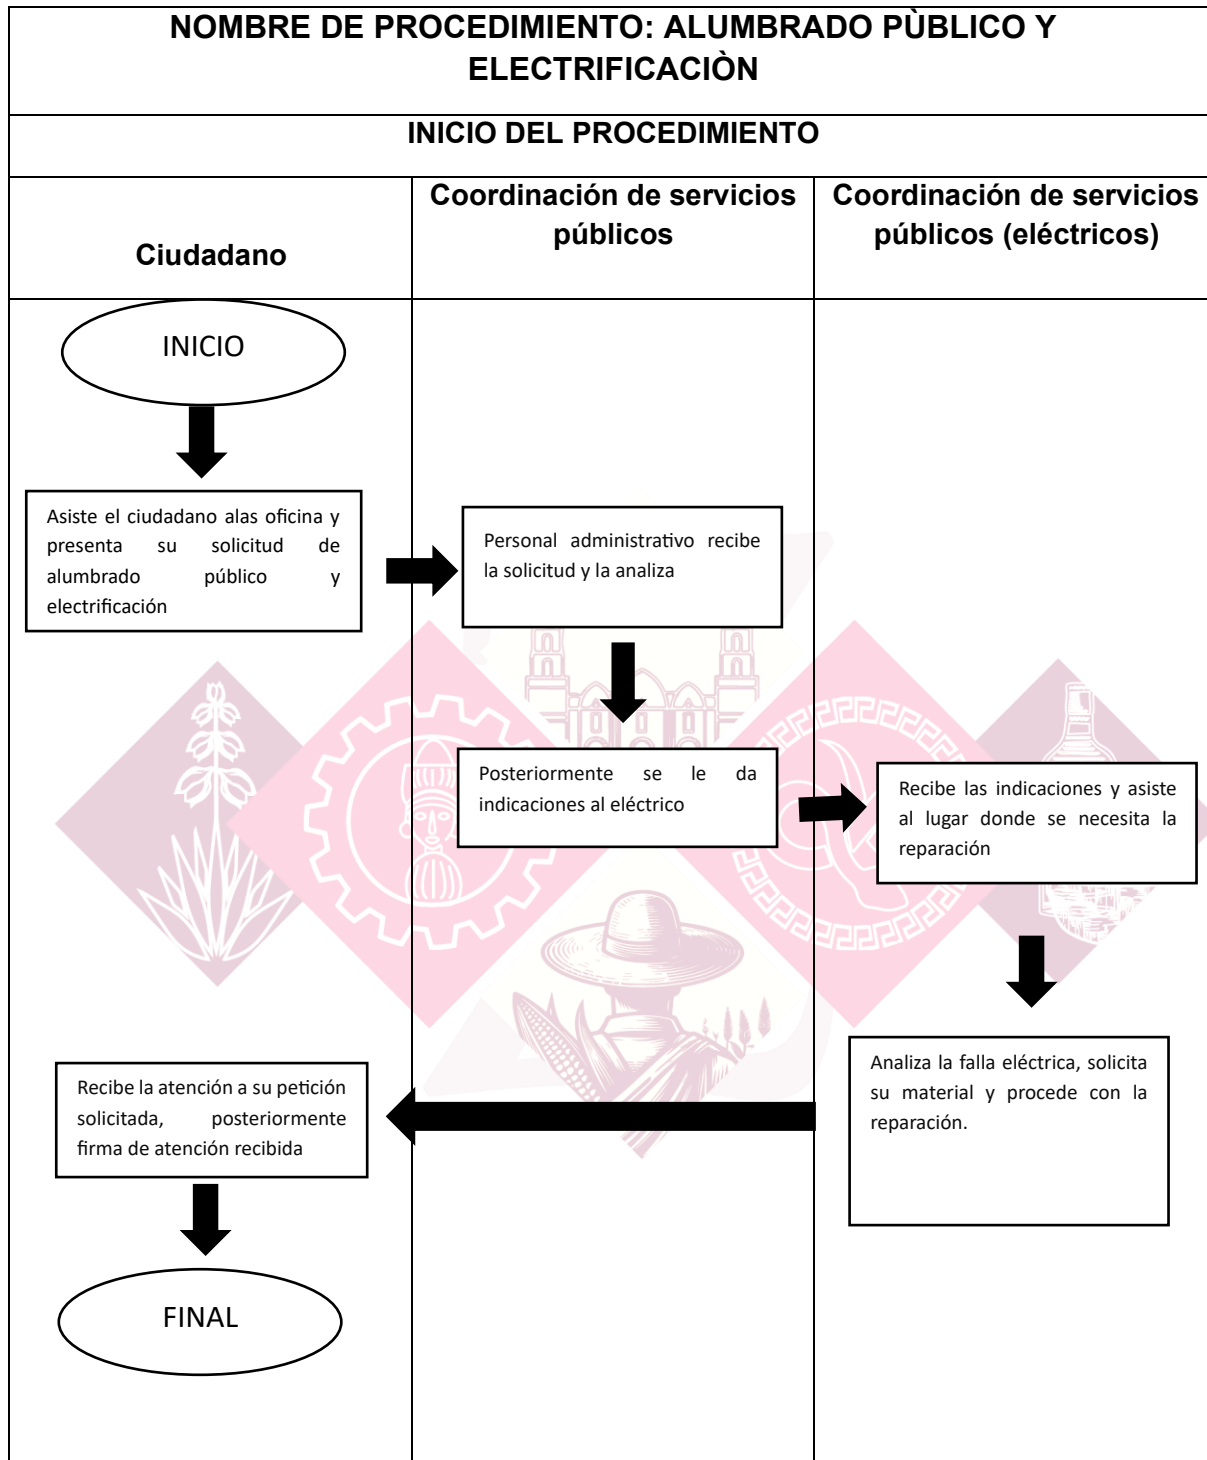 NOMBRE DE PROCEDIMIENTO: ALUMBRADO PÙBLICO Y
ELECTRIFICACIÒN
INICIO DEL PROCEDIMIENTO
Ciudadano
Coordinación de servicios
públicos
Coordinación de servicios
públicos (eléctricos)
INICIO
Asiste el ciudadano alas oficina y
presenta su solicitud de
alumbrado público y
electrificación
Personal administrativo recibe
la solicitud y la analiza
Posteriormente se le da
indicaciones al eléctrico
Recibe las indicaciones y asiste
al lugar donde se necesita la
reparación
Analiza la falla eléctrica, solicita
su material y procede con la
reparación.
Recibe la atención a su petición
solicitada, posteriormente
firma de atención recibida
FINAL